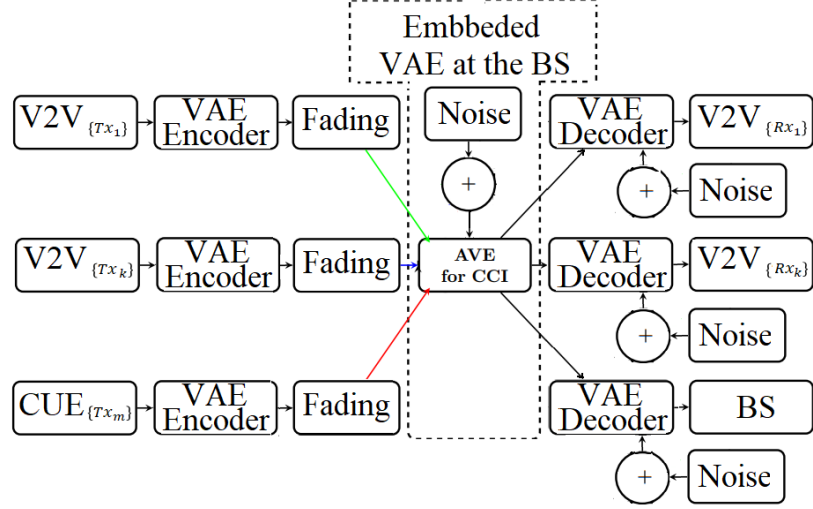 Embbeded
VAE at the BS
V2V {Tx₁}
VAE
Encoder
Fading
Noise
VAE
Decoder
V2V {Rx₁}
+
+
Noise
V2V {Txₖ}
VAE
Encoder
Fading
AVE
for CCI
VAE
Decoder
V2V {Rxₖ}
+
Noise
CUE {Txₘ}
VAE
Encoder
Fading
VAE
Decoder
BS
+
Noise